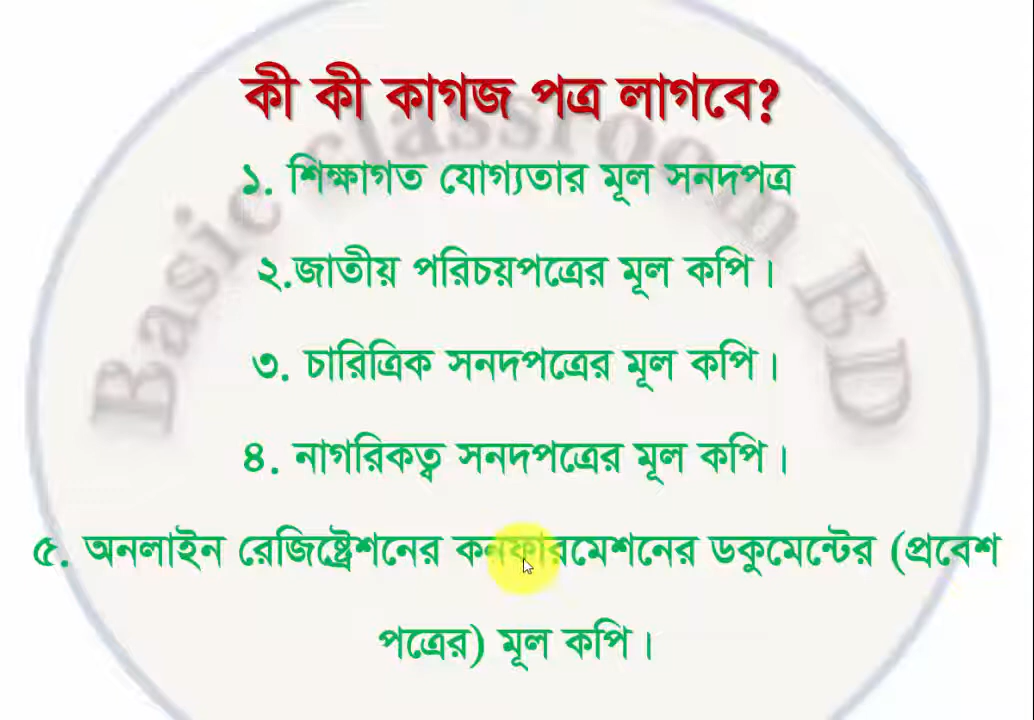 কী কী কাগজ পত্র লাগবে?
১. শিক্ষাগত যোগ্যতার মূল সনদপত্র
২.জাতীয় পরিচয়পত্রের মূল কপি।
৩. চারিত্রিক সনদপত্রের মূল কপি।
৪. নাগরিকত্ব সনদপত্রের মূল কপি।
৫. অনলাইন রেজিষ্ট্রেশনের কনফারমেশনের ডকুমেন্টের (প্রবেশ
পত্রের) মূল কপি।
Basic classroom BD